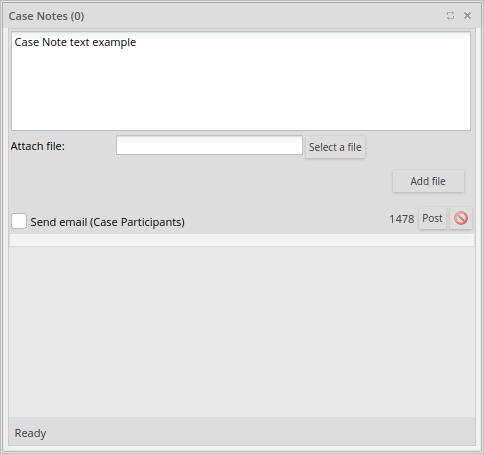 Case Notes (0)
Case Note text example
Attach file:
Select a file
Add file
Send email (Case Participants)
1478
Post
Ready